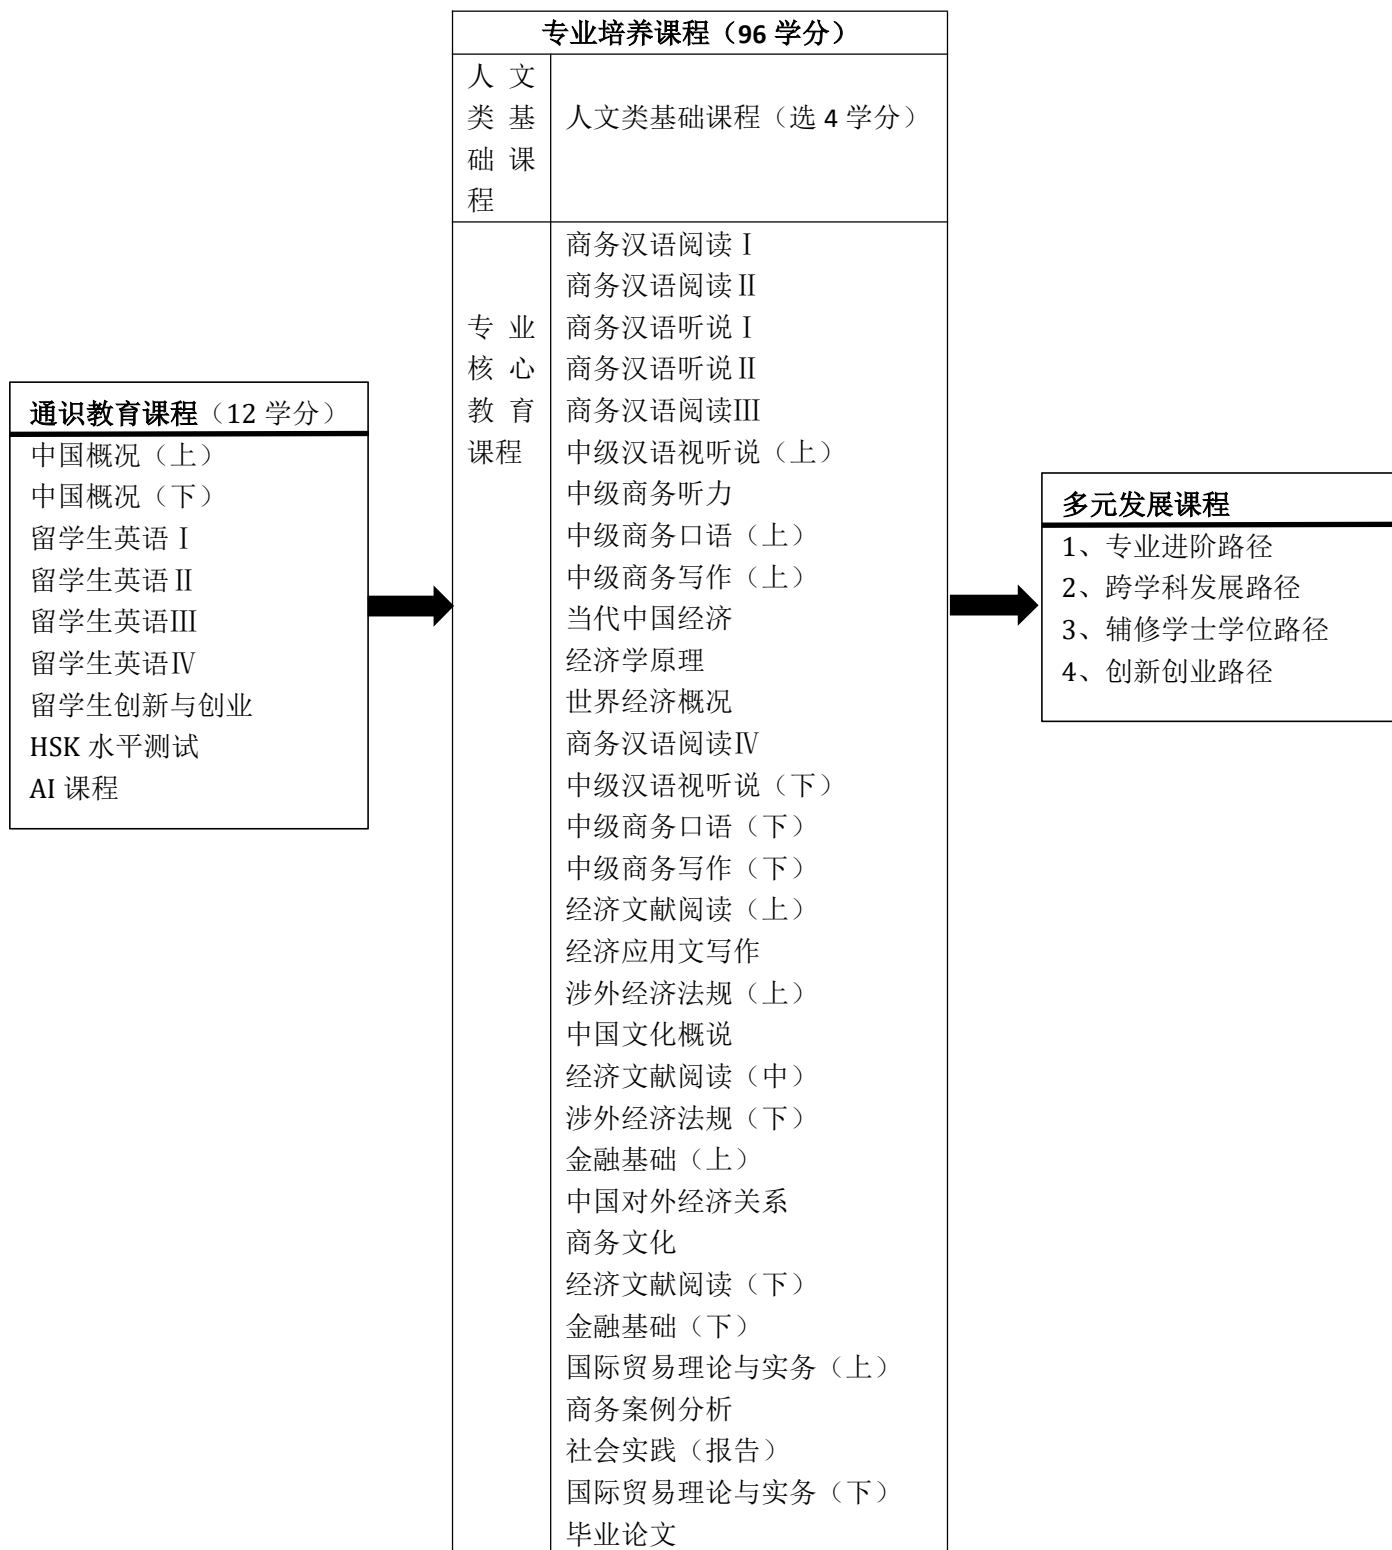 通识教育课程（12 学分）
中国概况（上）
中国概况（下）
留学生英语Ⅰ
留学生英语Ⅱ
留学生英语Ⅲ
留学生英语Ⅳ
留学生创新与创业
HSK 水平测试
AI 课程
专业培养课程（96 学分）
人 文
类 基
础 课
程
人文类基础课程（选 4 学分）
专 业
核 心
教 育
课程
商务汉语阅读Ⅰ
商务汉语阅读Ⅱ
商务汉语听说Ⅰ
商务汉语听说Ⅱ
商务汉语阅读Ⅲ
中级汉语视听说（上）
中级商务听力
中级商务口语（上）
中级商务写作（上）
当代中国经济
经济学原理
世界经济概况
商务汉语阅读Ⅳ
中级汉语视听说（下）
中级商务口语（下）
中级商务写作（下）
经济文献阅读（上）
经济应用文写作
涉外经济法规（上）
中国文化概说
经济文献阅读（中）
涉外经济法规（下）
金融基础（上）
中国对外经济关系
商务文化
经济文献阅读（下）
金融基础（下）
国际贸易理论与实务（上）
商务案例分析
社会实践（报告）
国际贸易理论与实务（下）
毕业论文
多元发展课程
1、专业进阶路径
2、跨学科发展路径
3、辅修学士学位路径
4、创新创业路径